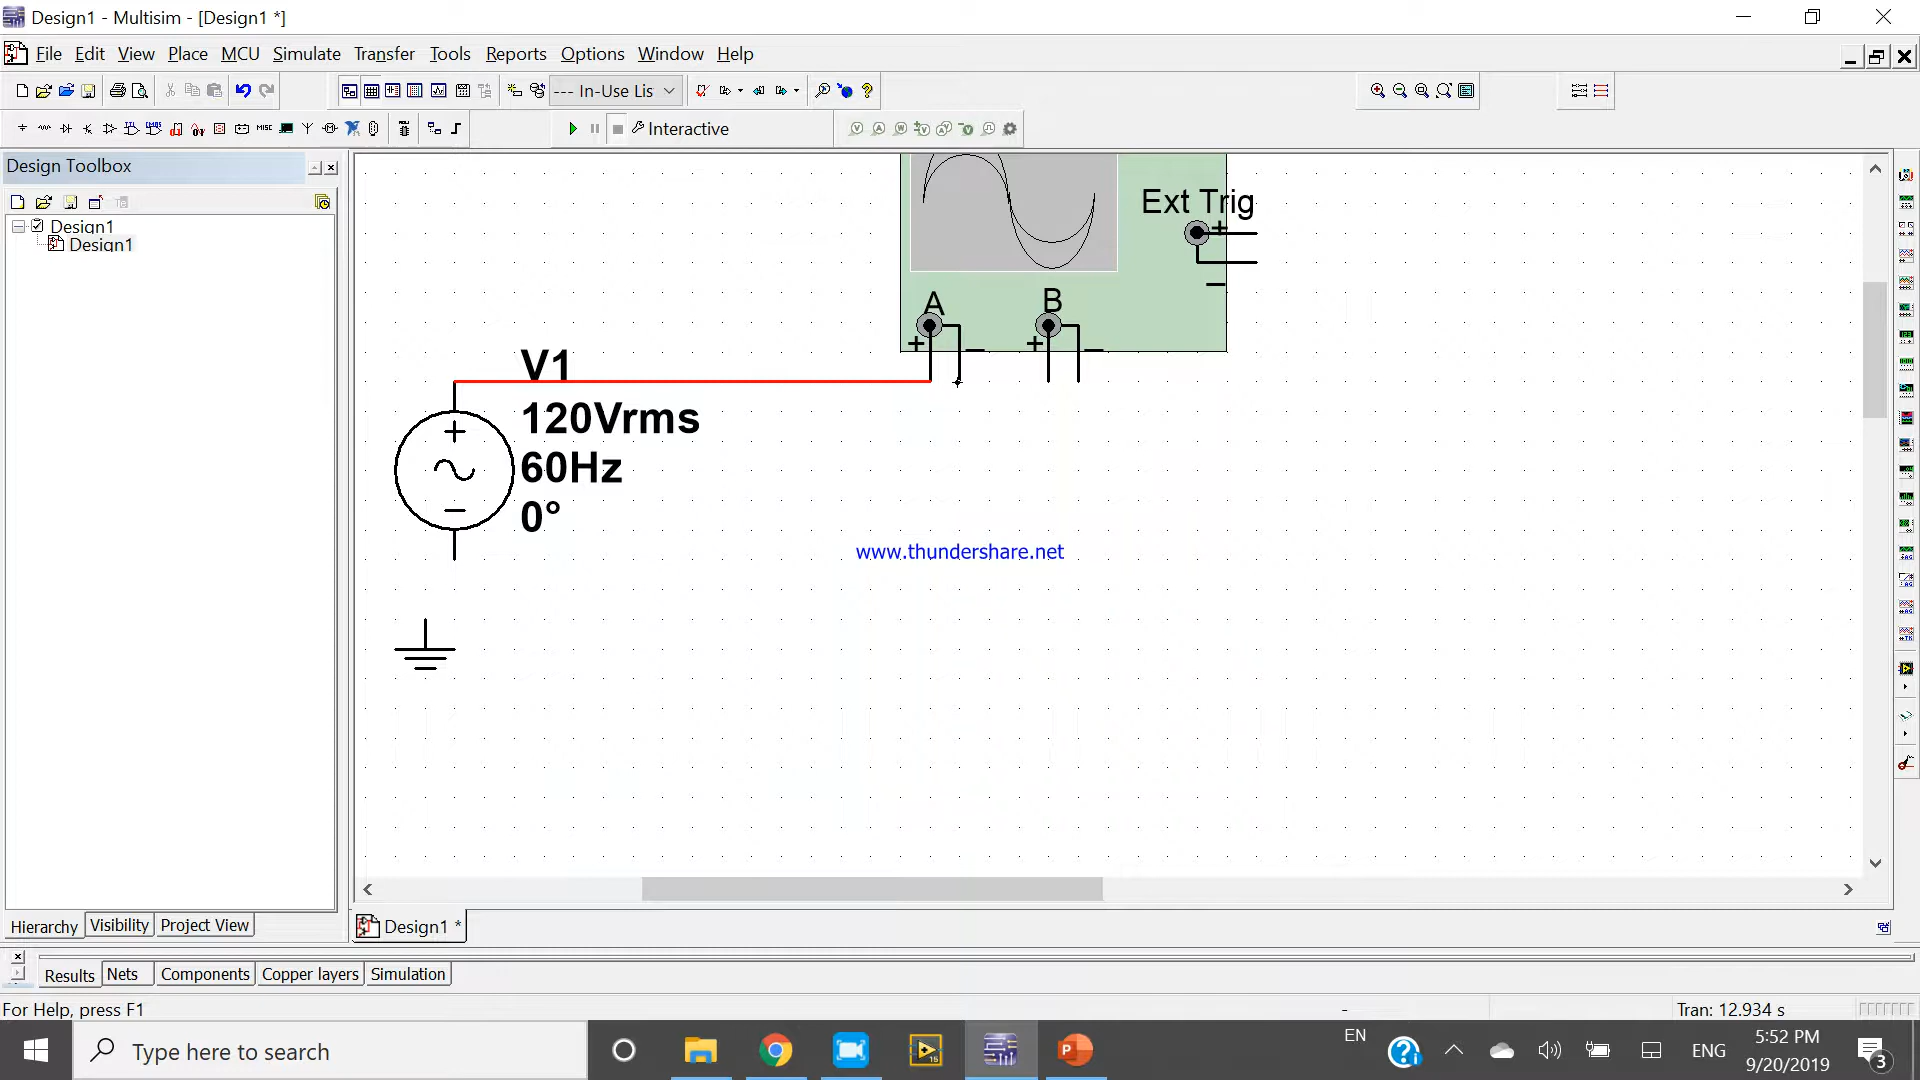 Design1 - Multisim - [Design1 *]
File Edit View Place MCU Simulate Transfer Tools Reports Options Window Help
--- In-Use Lis
MISC
Interactive
Design Toolbox
Design1
Design1
Ext Trig
+
–
A
B
+ –
+ –
V1
120Vrms
60Hz
0°
+
–
www.thundershare.net
Hierarchy Visibility Project View
Design1 *
Results Nets Components Copper layers Simulation
For Help, press F1
-
Tran: 12.934 s
Type here to search
EN
ENG
5:52 PM
9/20/2019
3